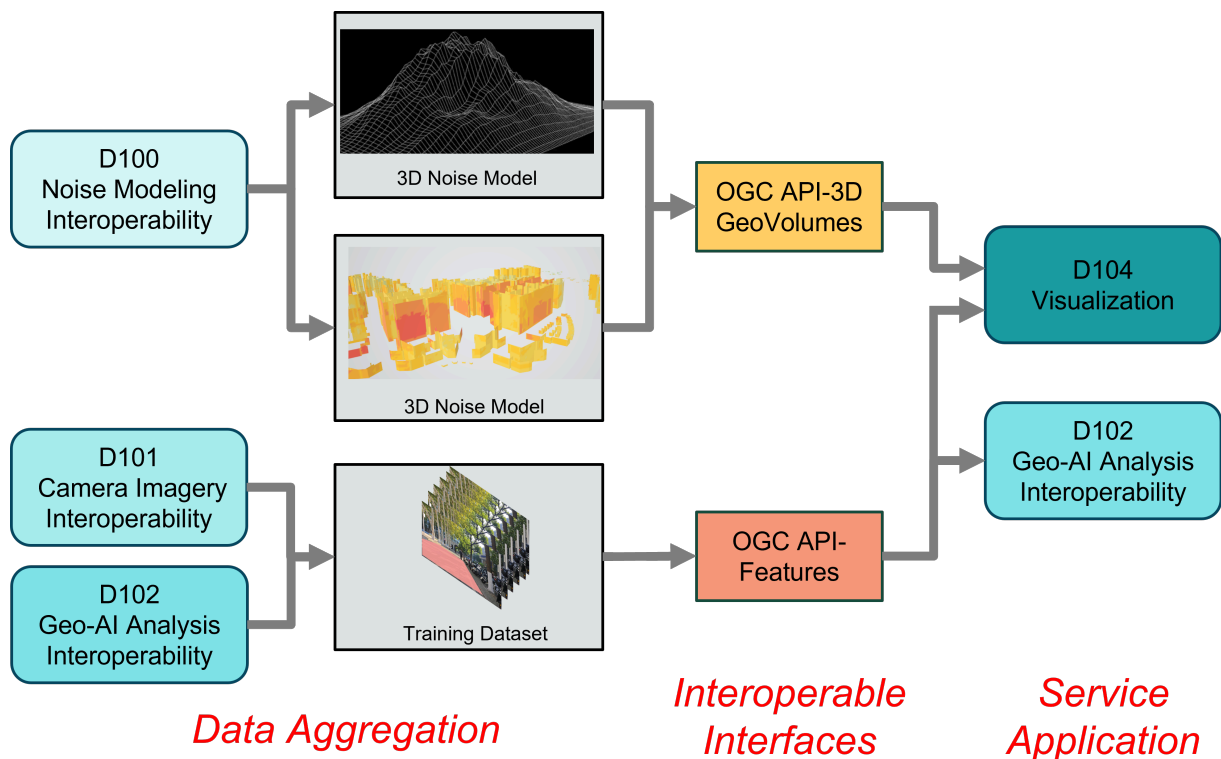 D100
Noise Modeling
Interoperability
3D Noise Model
3D Noise Model
D101
Camera Imagery
Interoperability
D102
Geo-AI Analysis
Interoperability
Training Dataset
OGC API-3D
GeoVolumes
OGC API-
Features
D104
Visualization
D102
Geo-AI Analysis
Interoperability
Data Aggregation
Interoperable
Interfaces
Service
Application